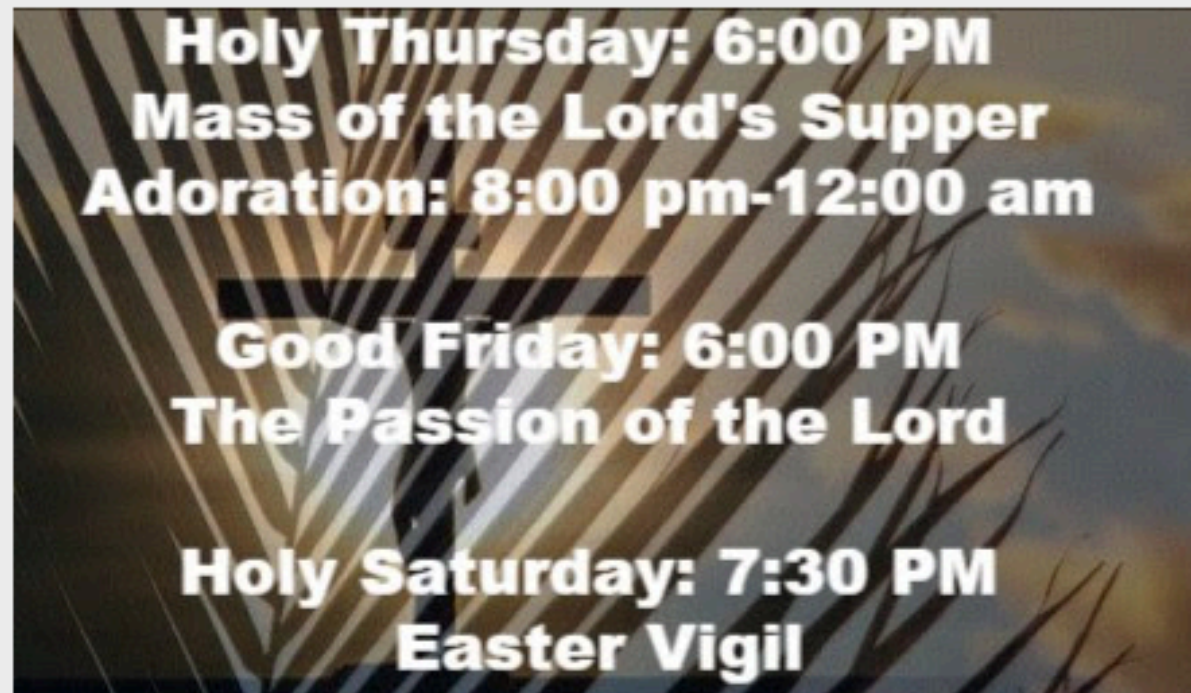 Holy Thursday: 6:00 PM
Mass of the Lord's Supper
Adoration: 8:00 pm-12:00 am
Good Friday: 6:00 PM
The Passion of the Lord
Holy Saturday: 7:30 PM
Easter Vigil